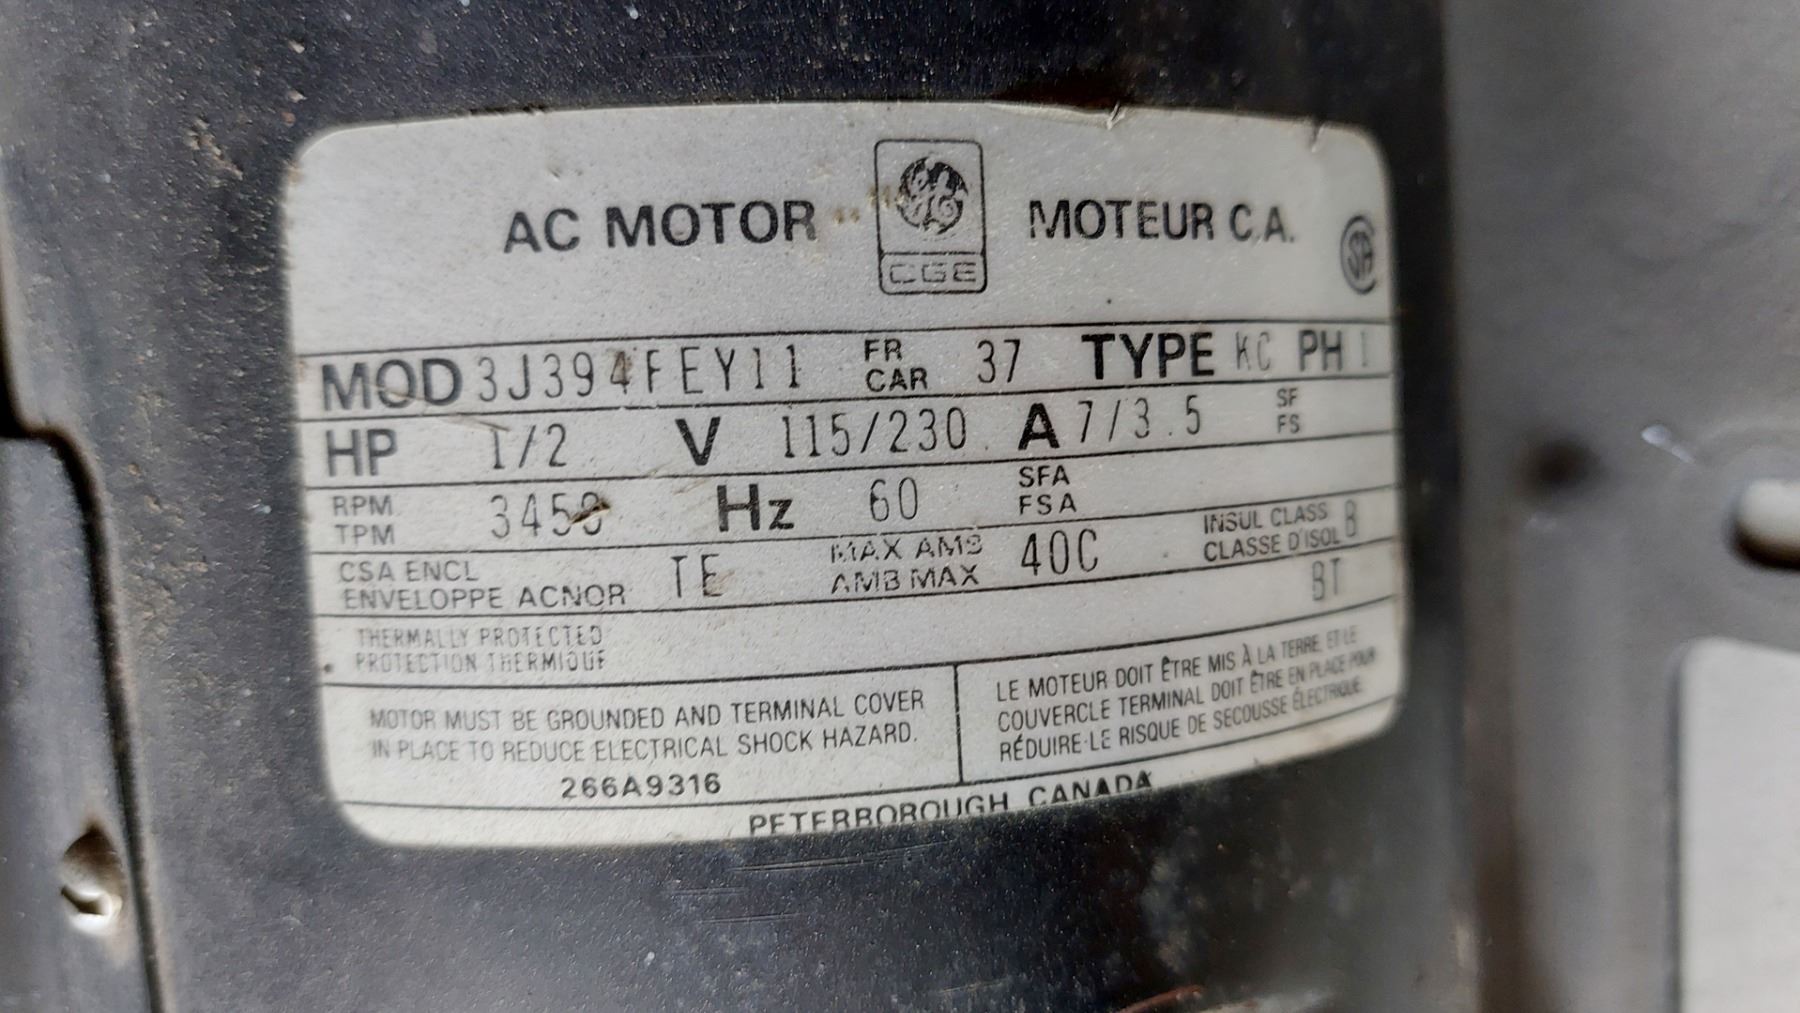 AC MOTOR
CGE
MOTEUR C.A.
MOD 3J394FEY11 FR CAR 37 TYPE KC PH 1
HP 1/2 V 115/230 A 7/3.5 SF FS
RPM TPM 3450 Hz 60 SFA FSA
CSA ENCL ENVELOPPE ACNOR TE MAX AMB AMB MAX 40C INSUL CLASS CLASSE D'ISOL B
BT
THERMALLY PROTECTED
PROTECTION THERMIQUE
MOTOR MUST BE GROUNDED AND TERMINAL COVER
IN PLACE TO REDUCE ELECTRICAL SHOCK HAZARD.
266A9316
LE MOTEUR DOIT ÊTRE MIS À LA TERRE, ET LE
COUVERCLE TERMINAL DOIT ÊTRE EN PLACE POUR
RÉDUIRE LE RISQUE DE SECOUSSE ÉLECTRIQUE.
PETERBOROUGH CANADA